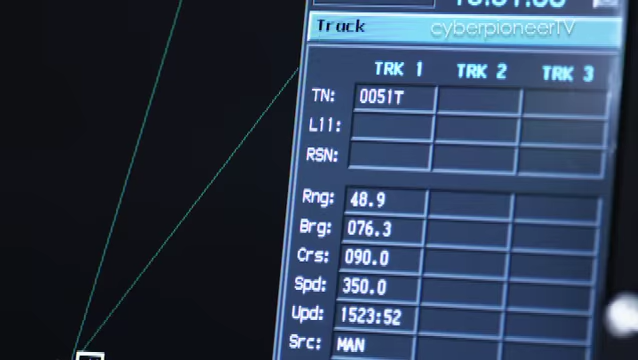 Track
cyberpioneerTV
TRK 1 TRK 2 TRK 3
TN: 0051T
L11:
RSN:
Rng: 48.9
Brg: 076.3
Crs: 090.0
Spd: 350.0
Upd: 1523:52
Src: MAN